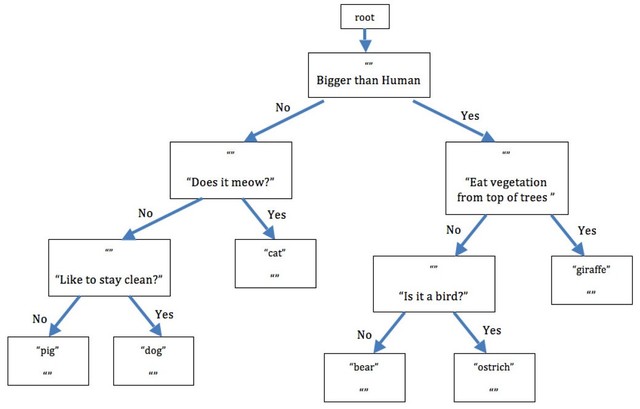 root
“”
Bigger than Human
No
Yes
“”
“Does it meow?”
“”
“Eat vegetation
from top of trees ”
No
Yes
No
Yes
“”
“Like to stay clean?”
“cat”
“”
“”
“Is it a bird?”
“giraffe”
“”
No
Yes
No
Yes
“pig”
“”
“dog”
“”
“bear”
“”
“ostrich”
“”